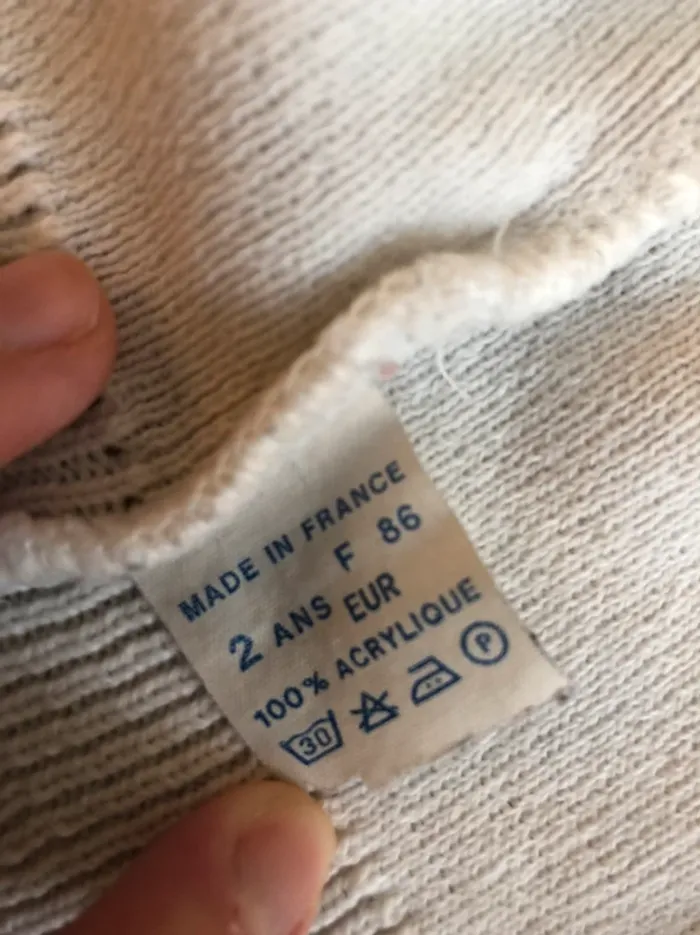 MADE IN FRANCE
F 86
2 ANS EUR
100% ACRYLIQUE
30 P